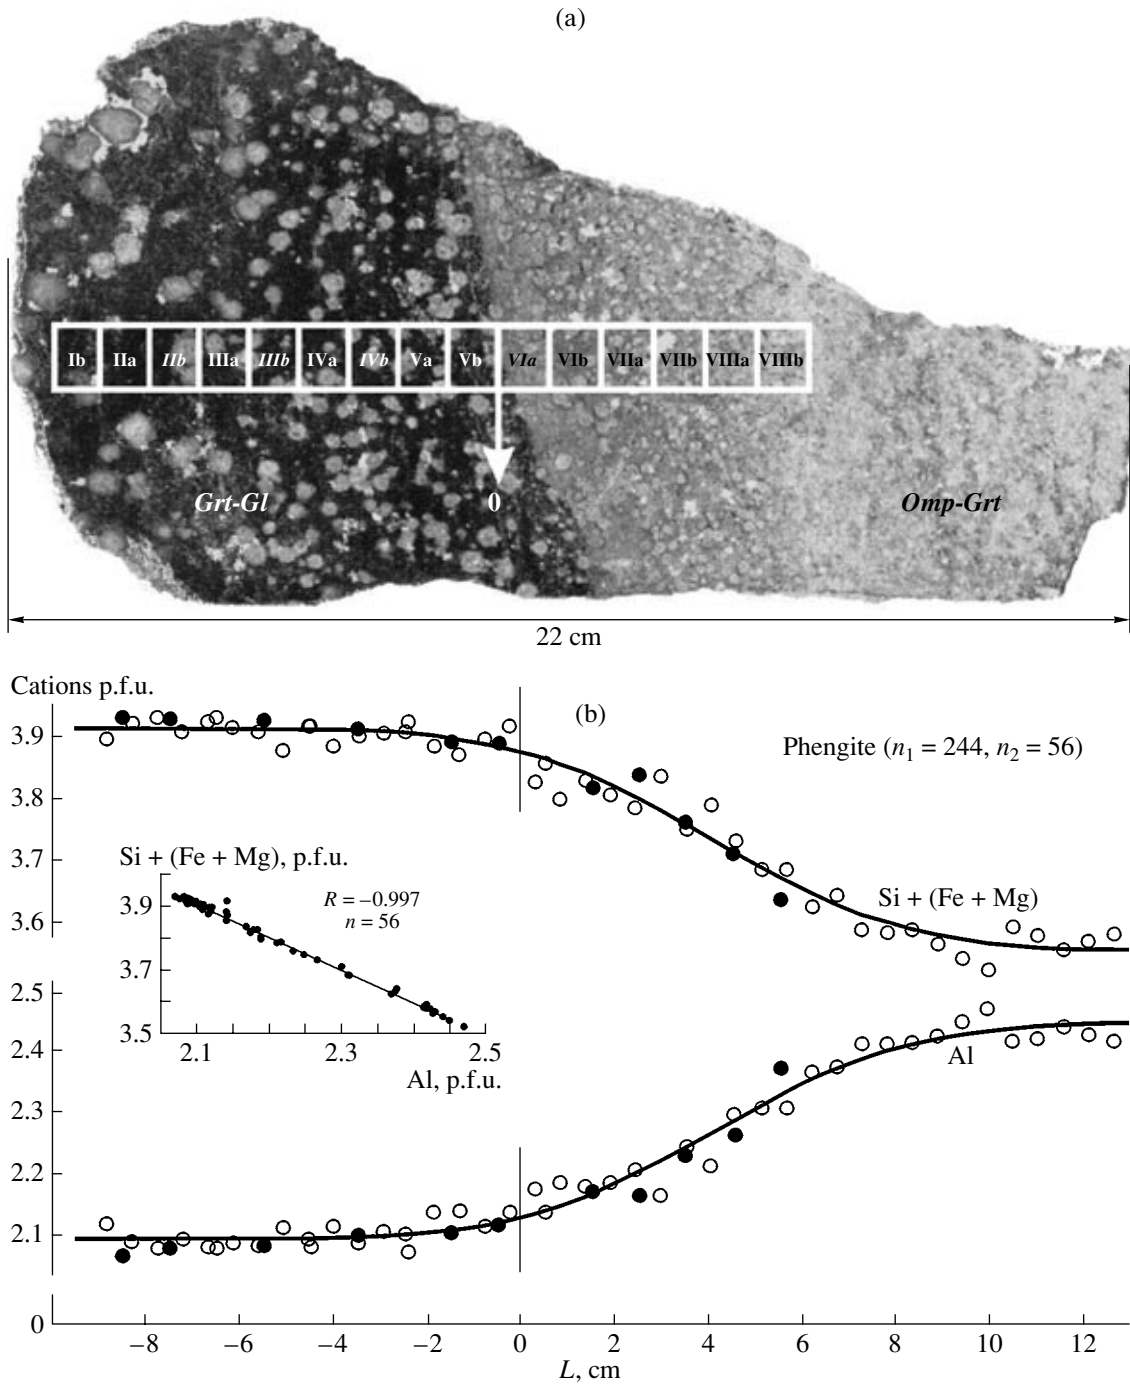 (a)
Ib IIa IIb IIIa IIIb IVa IVb Va Vb VIa VIb VIIa VIIb VIIIa VIIIb
Grt-Gl 0 Omp-Grt
22 cm
Cations p.f.u.
(b)
Phengite (n₁ = 244, n₂ = 56)
3.9
3.8
3.7
3.6
2.5
2.4
2.3
2.2
2.1
0
Si + (Fe + Mg), p.f.u.
R = –0.997
n = 56
3.9
3.7
3.5
2.1 2.3 2.5
Al, p.f.u.
Si + (Fe + Mg)
Al
–8 –6 –4 –2 0 2 4 6 8 10 12
L, cm